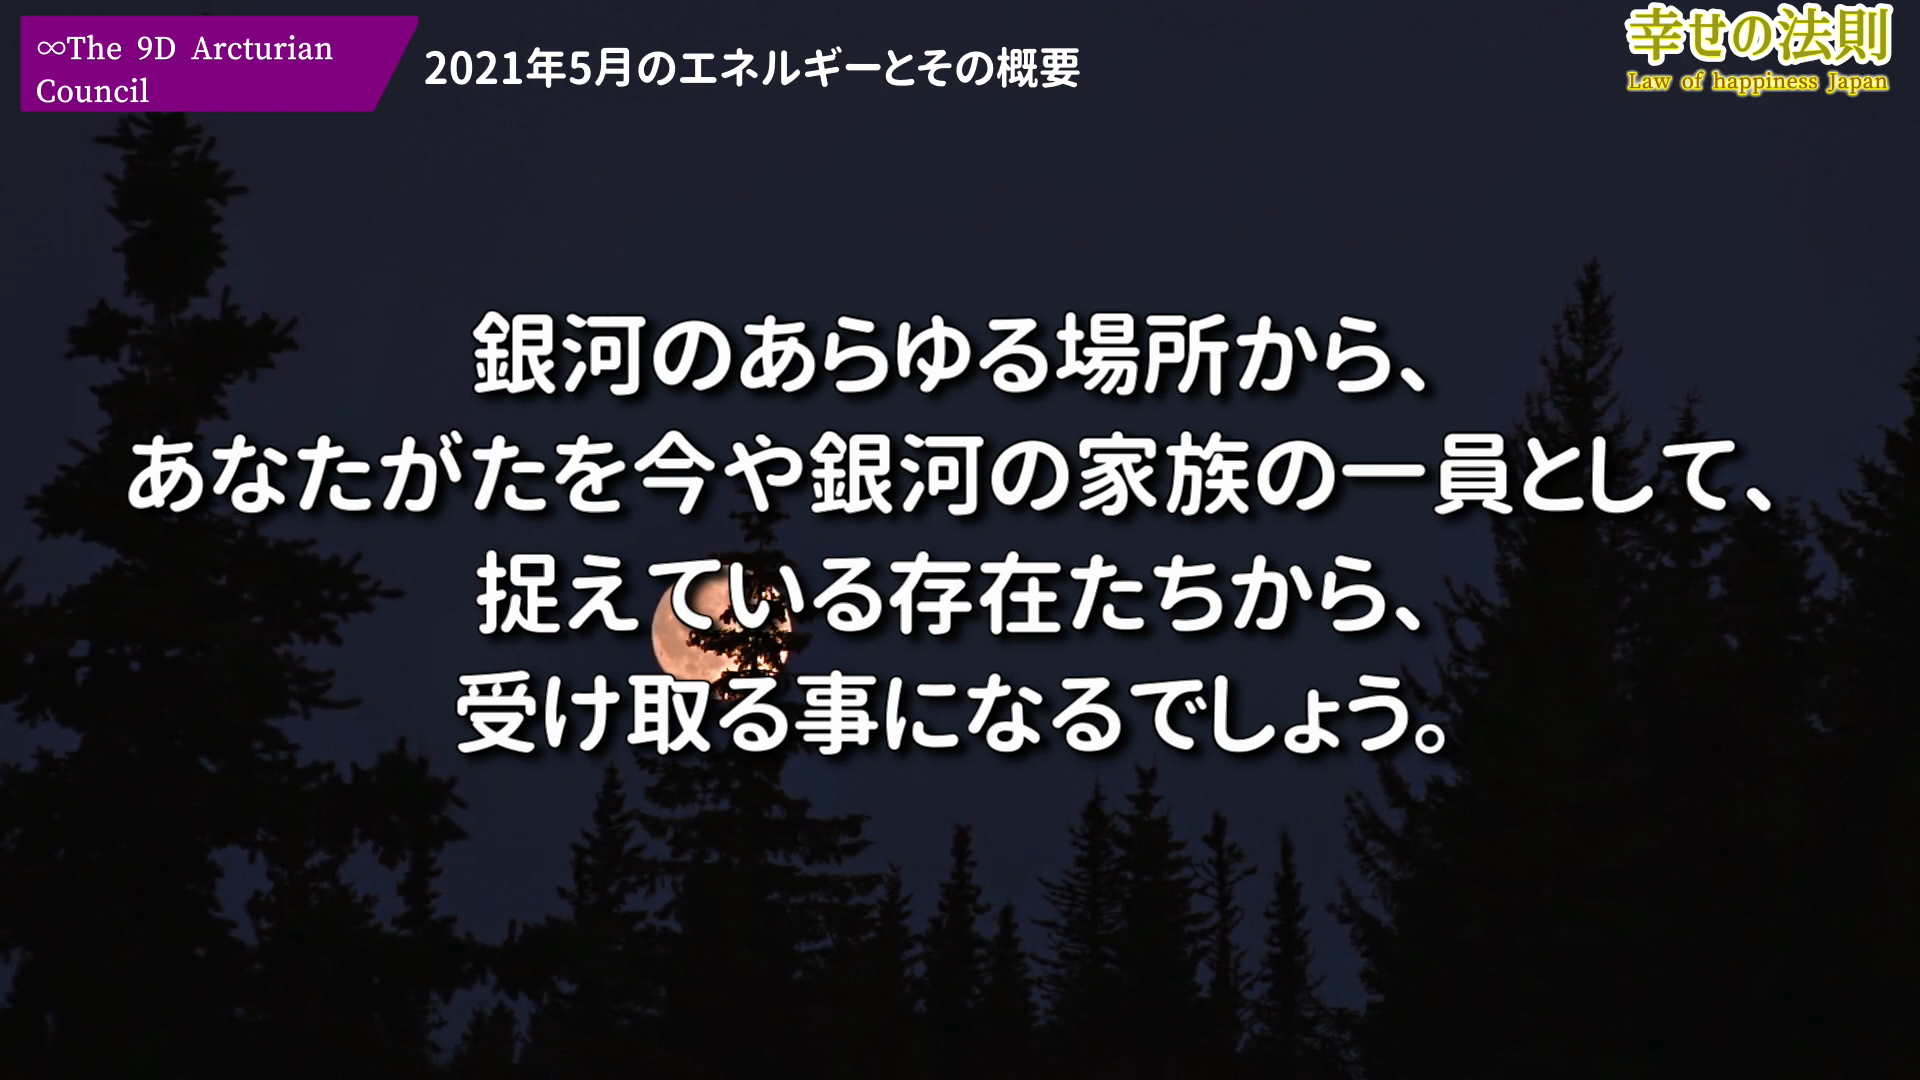 ∞The 9D Arcturian
Council
2021年5月のエネルギーとその概要
幸せの法則
Law of happiness Japan
銀河のあらゆる場所から、
あなたがたを今や銀河の家族の一員として、
捉えている存在たちから、
受け取る事になるでしょう。